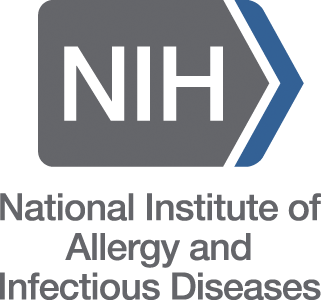 NIH
National Institute of
Allergy and
Infectious Diseases